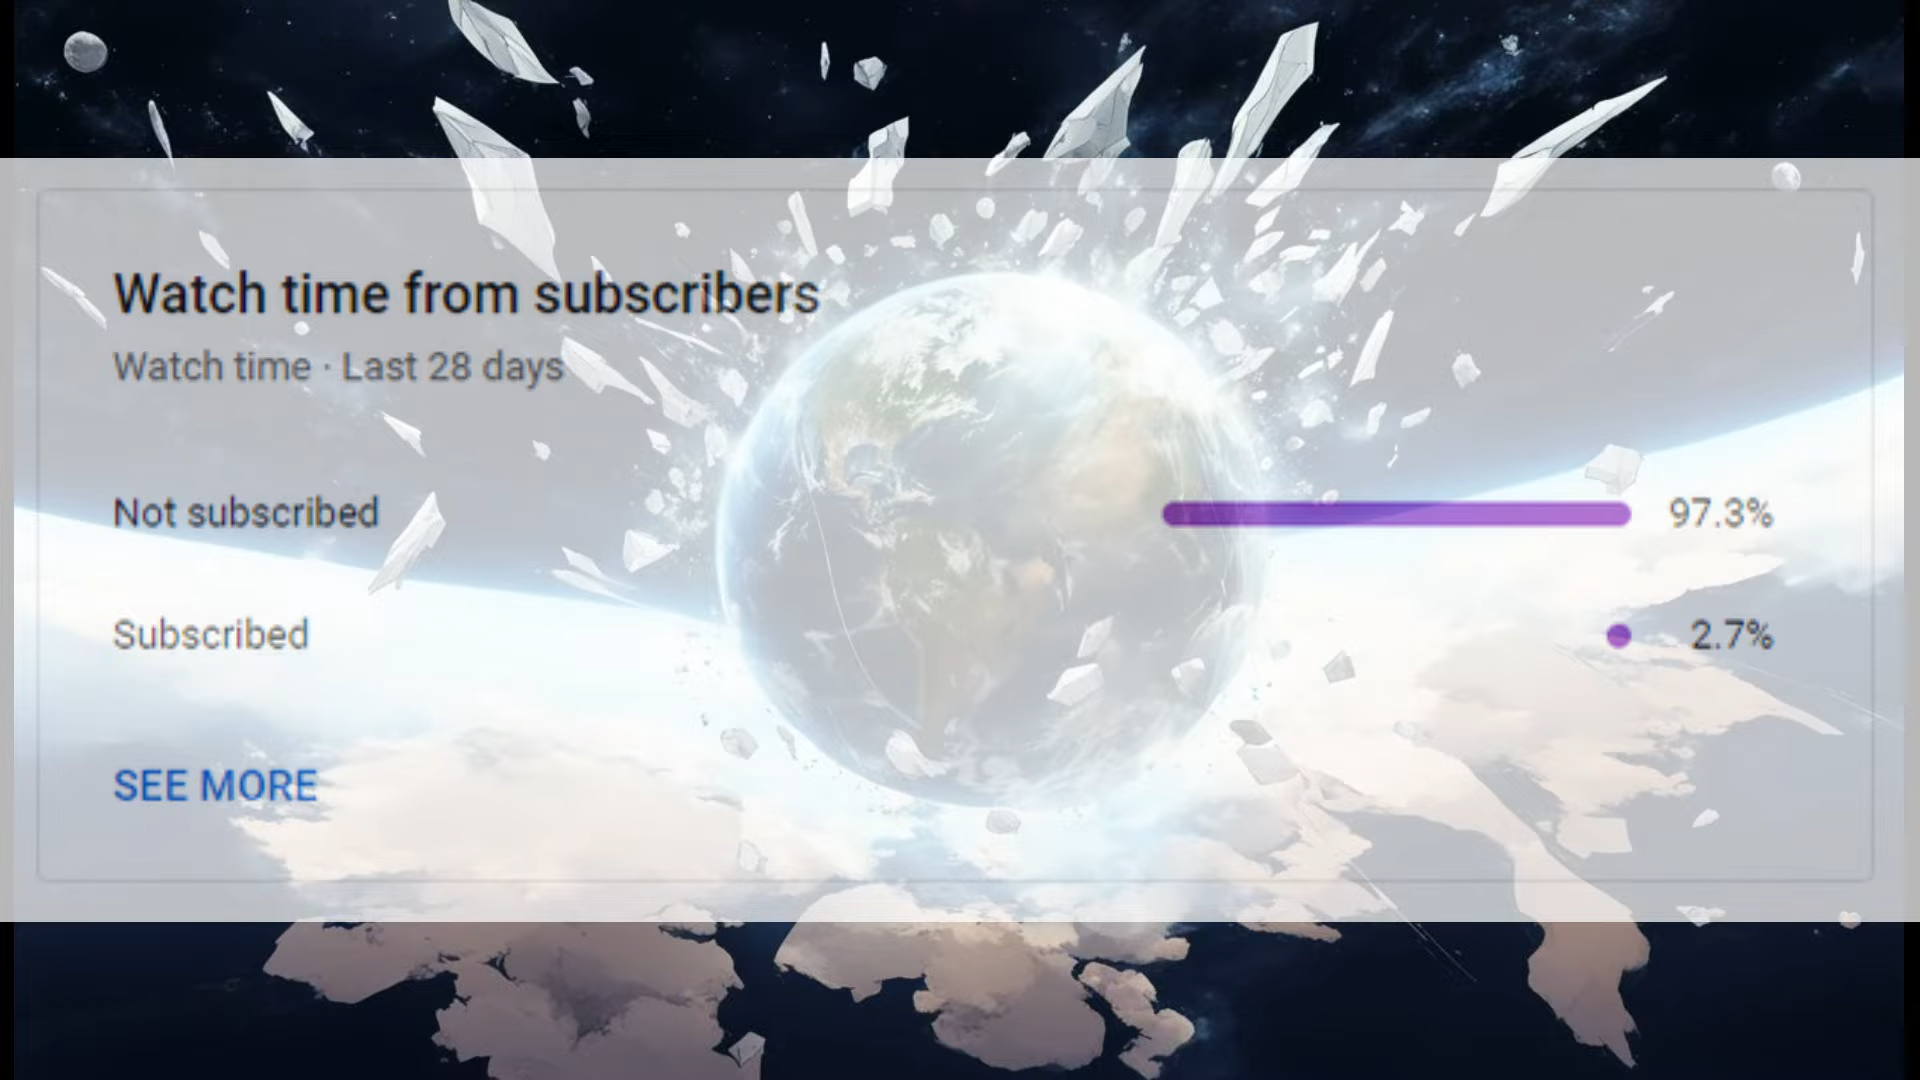 Watch time from subscribers
Watch time · Last 28 days
Not subscribed 97.3%
Subscribed 2.7%
SEE MORE